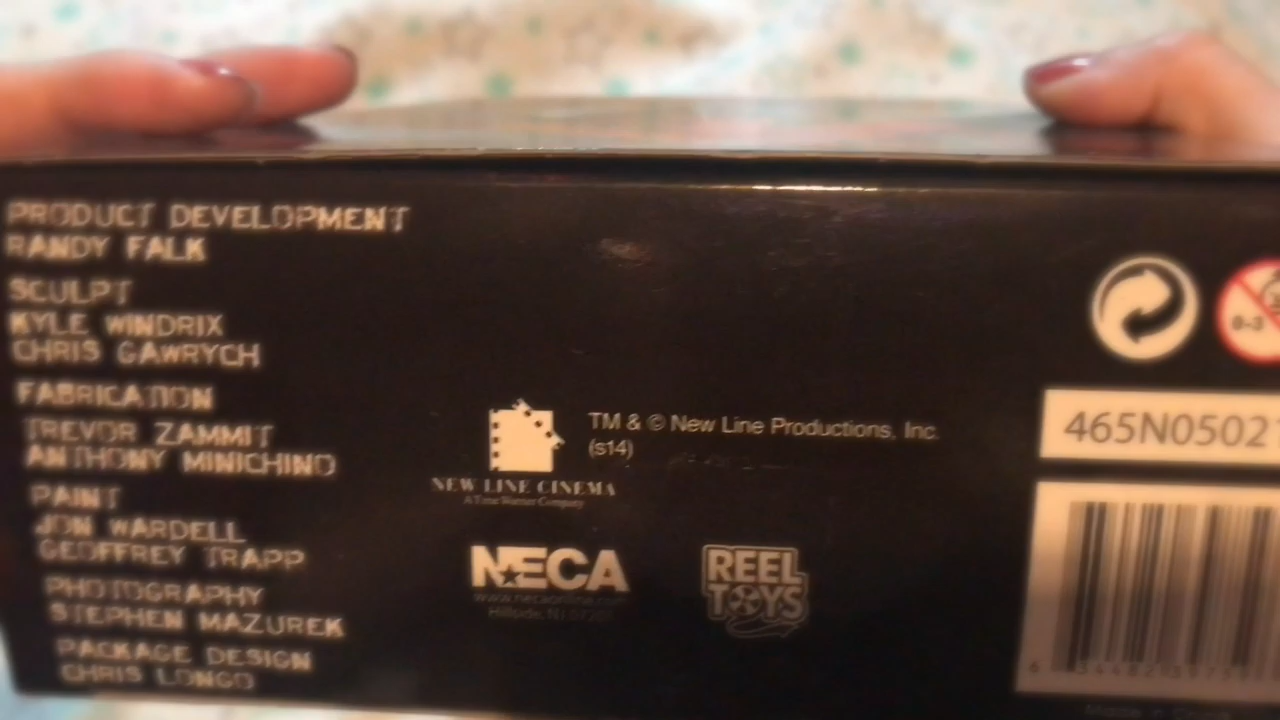 PRODUCT DEVELOPMENT
RANDY FALK
SCULPT
KYLE WINDRIX
CHRIS GAWRYCH
FABRICATION
TREVOR ZAMMIT
ANTHONY MINICHINO
PAINT
JON WARDELL
GEOFFREY TRAPP
PHOTOGRAPHY
STEPHEN MAZUREK
PACKAGE DESIGN
CHRIS LONGO
NEW LINE CINEMA
A Time Warner Company
TM & © New Line Productions, Inc.
(s14)
NECA
www.necaonline.com
Hillside, NJ
REEL
TOYS
0-3
465N0502